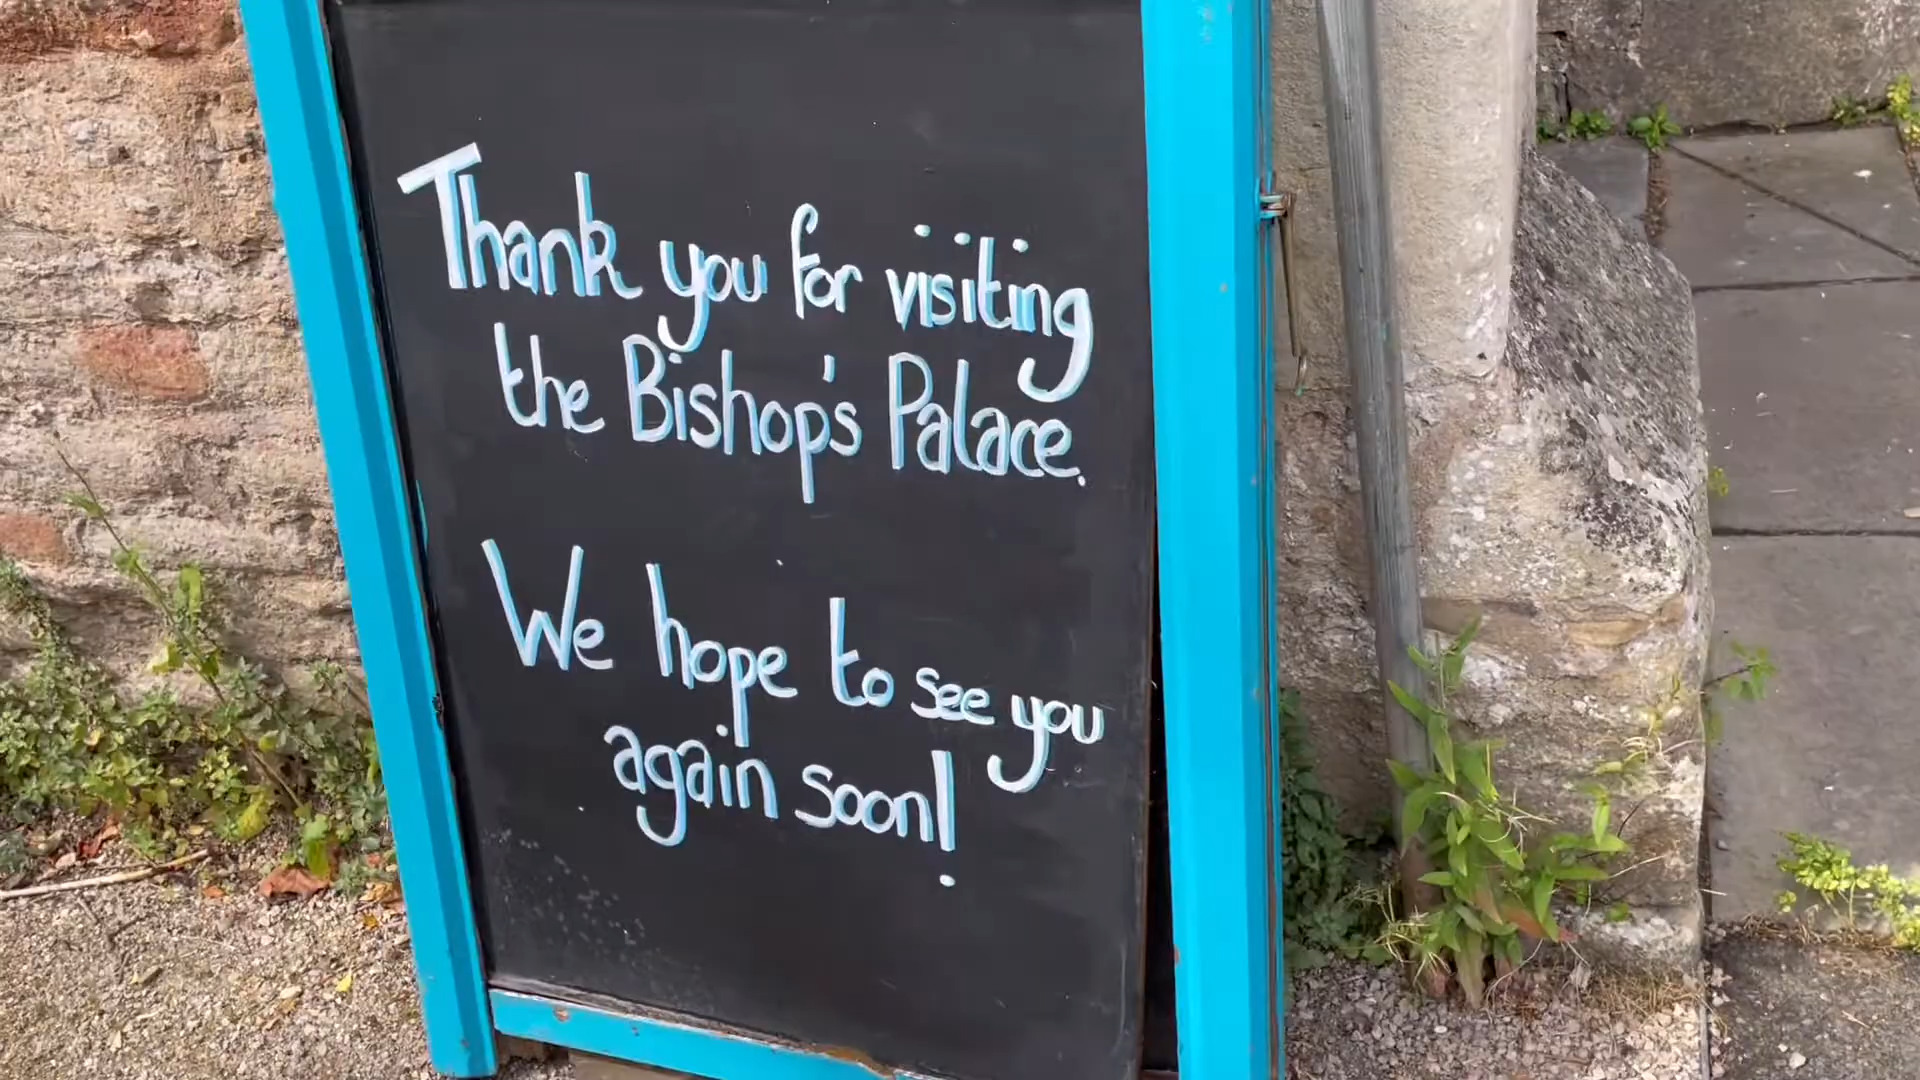 Thank you for visiting
the Bishop's Palace.
We hope to see you
again soon!